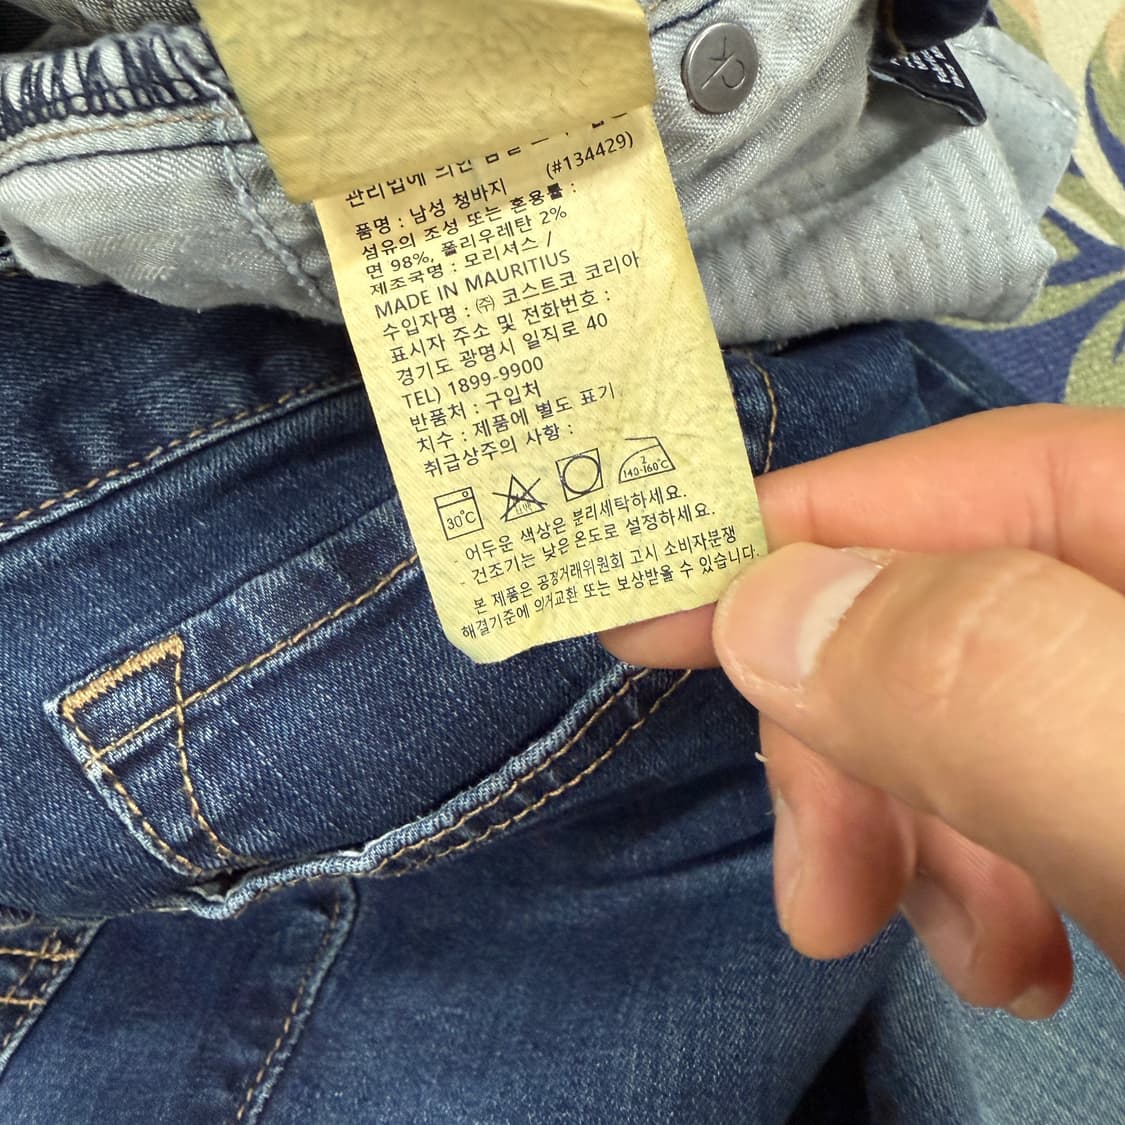 관리법에 의한
(#134429)
품명 : 남성 청바지
섬유의 조성 또는 혼용률 :
면 98%, 폴리우레탄 2%
제조국명 : 모리셔스 /
MADE IN MAURITIUS
수입자명 : ㈜ 코스트코 코리아
표시자 주소 및 전화번호 :
경기도 광명시 일직로 40
TEL) 1899-9900
반품처 : 구입처
치수 : 제품에 별도 표기
취급상주의 사항 :
30℃
2
140-160℃
어두운 색상은 분리세탁하세요.
건조기는 낮은 온도로 설정하세요.
본 제품은 공정거래위원회 고시 소비자분쟁
해결기준에 의거교환 또는 보상받을 수 있습니다.